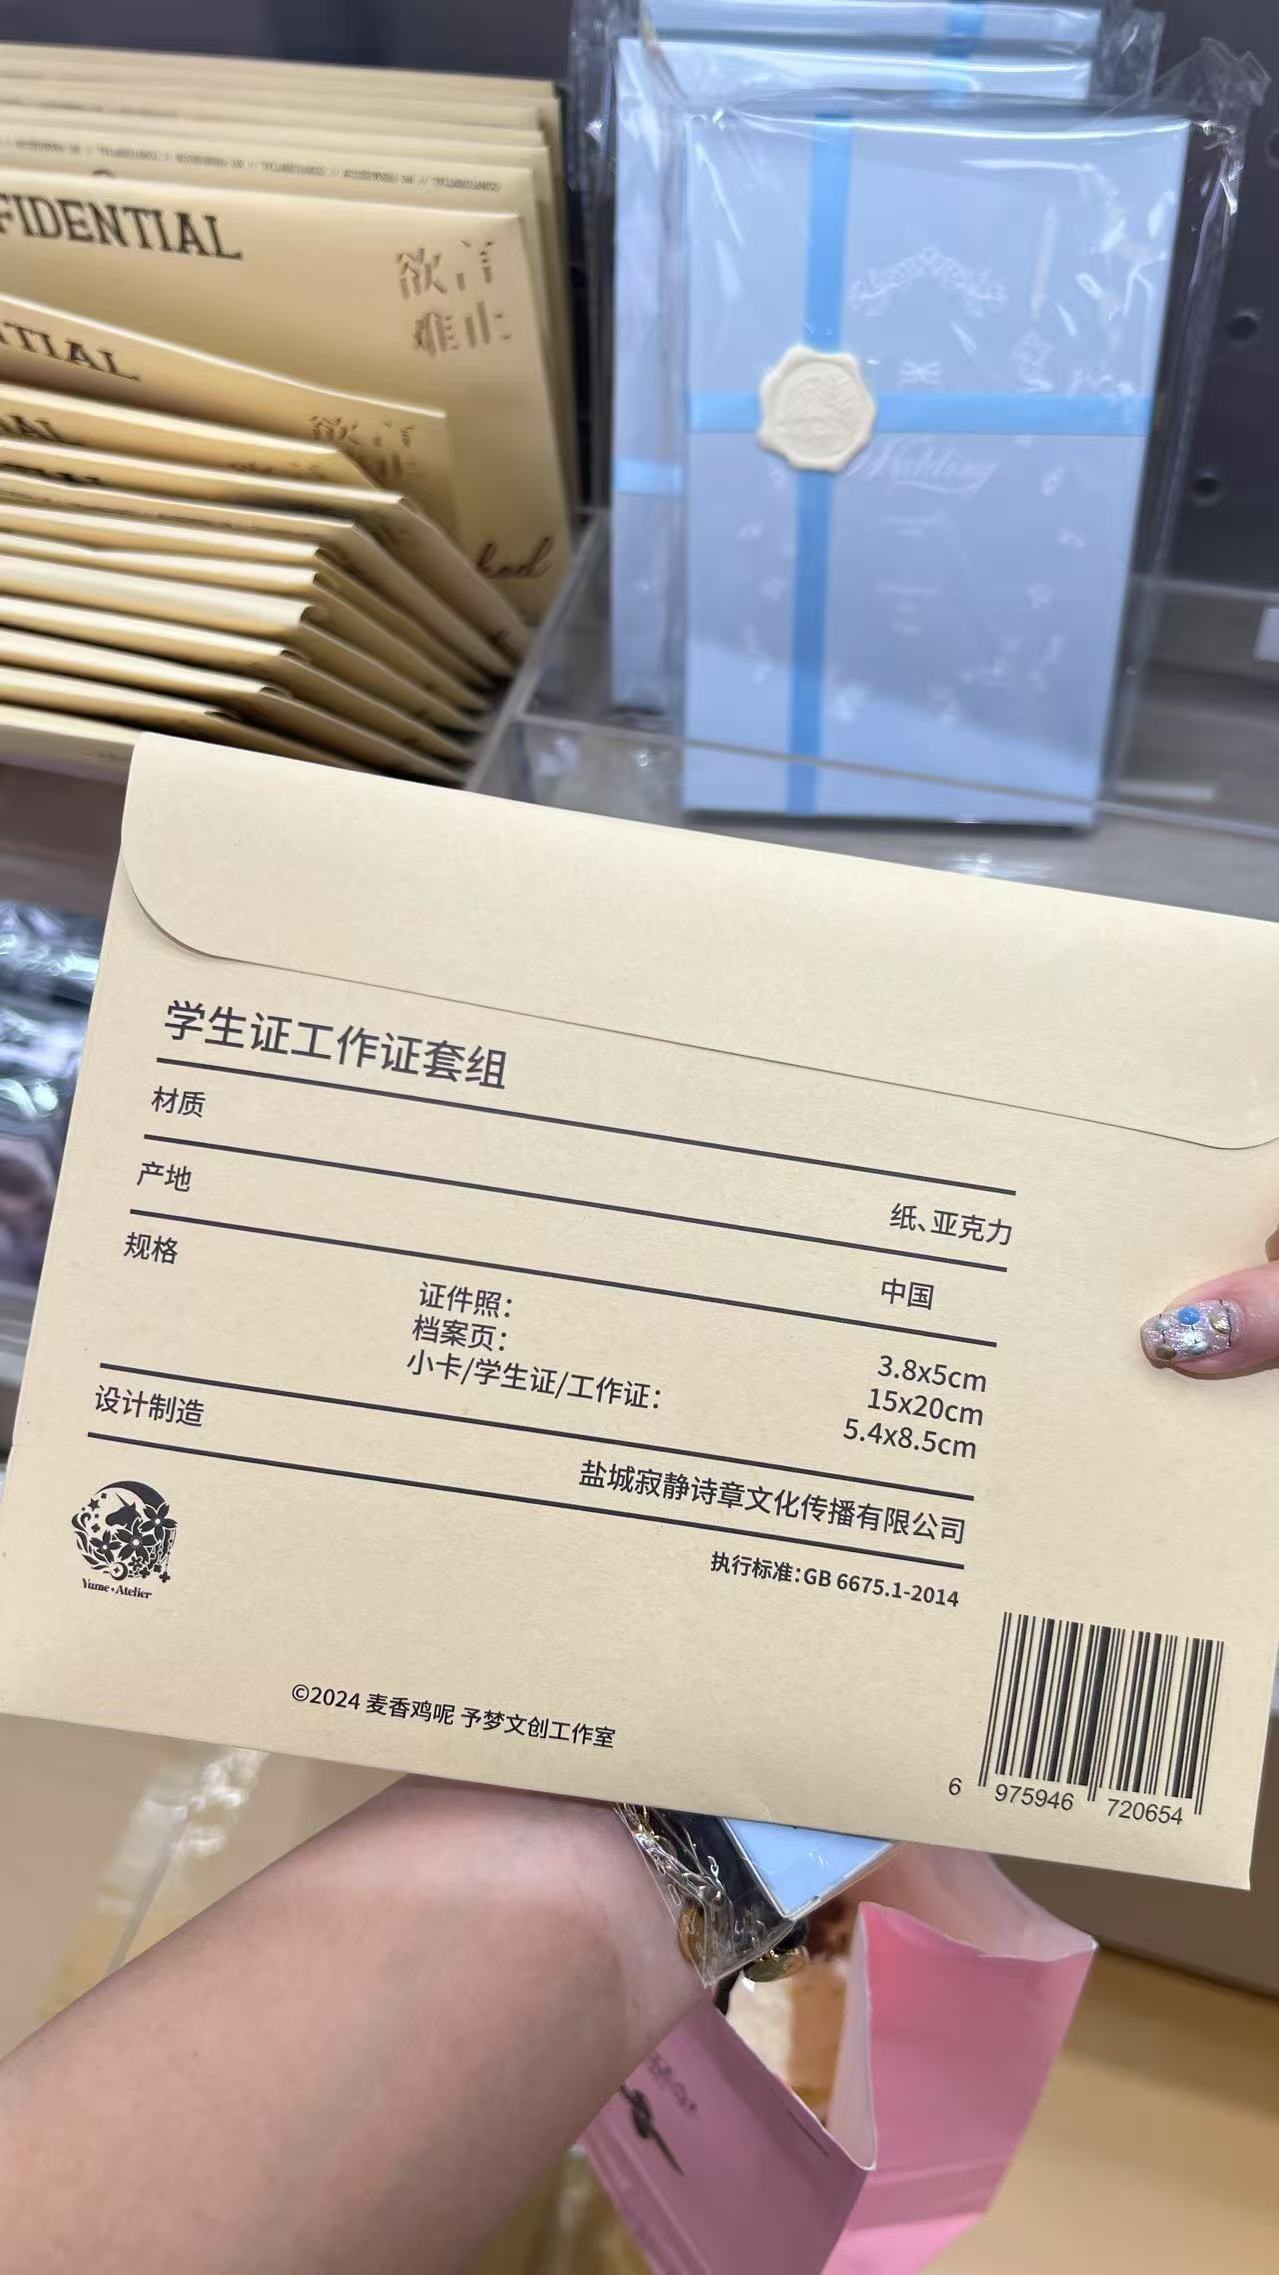 FIDENTIAL
欲言
难止
TIAL
Wedding
学生证工作证套组
材质
纸、亚克力
产地
中国
规格
证件照： 3.8x5cm
档案页： 15x20cm
小卡/学生证/工作证： 5.4x8.5cm
设计制造
盐城寂静诗章文化传播有限公司
执行标准：GB 6675.1-2014
Yume·Atelier
©2024 麦香鸡呢 予梦文创工作室
6 975946 720654